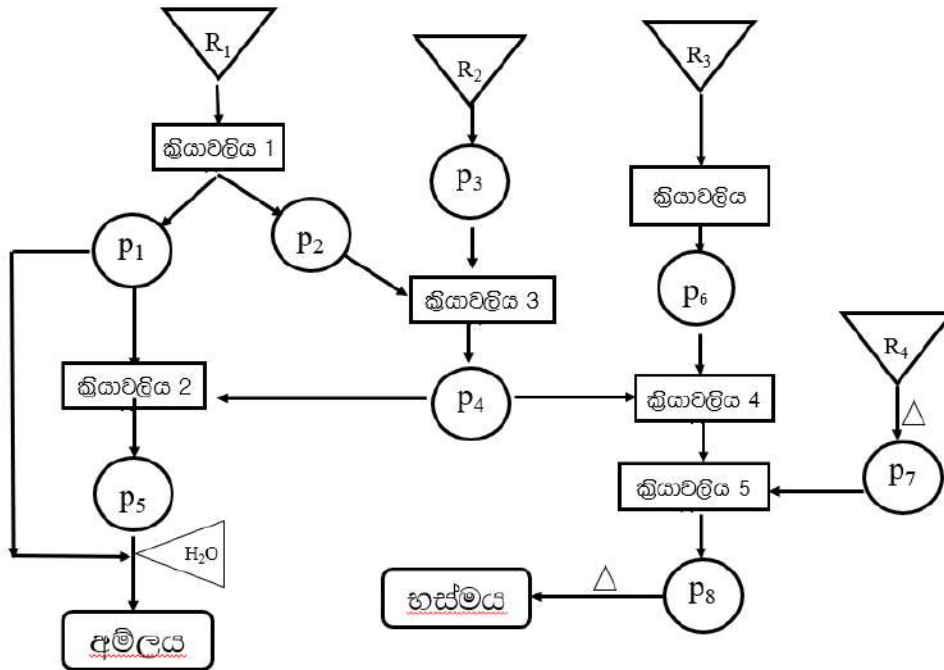 R₁
R₂
R₃
ක්‍රියාවලිය 1
p₃
ක්‍රියාවලිය
p₁
p₂
ක්‍රියාවලිය 3
p₆
R₄
ක්‍රියාවලිය 2
p₄
ක්‍රියාවලිය 4
△
p₅
ක්‍රියාවලිය 5
p₇
H₂O
△
භස්මය
p₈
අම්ලය